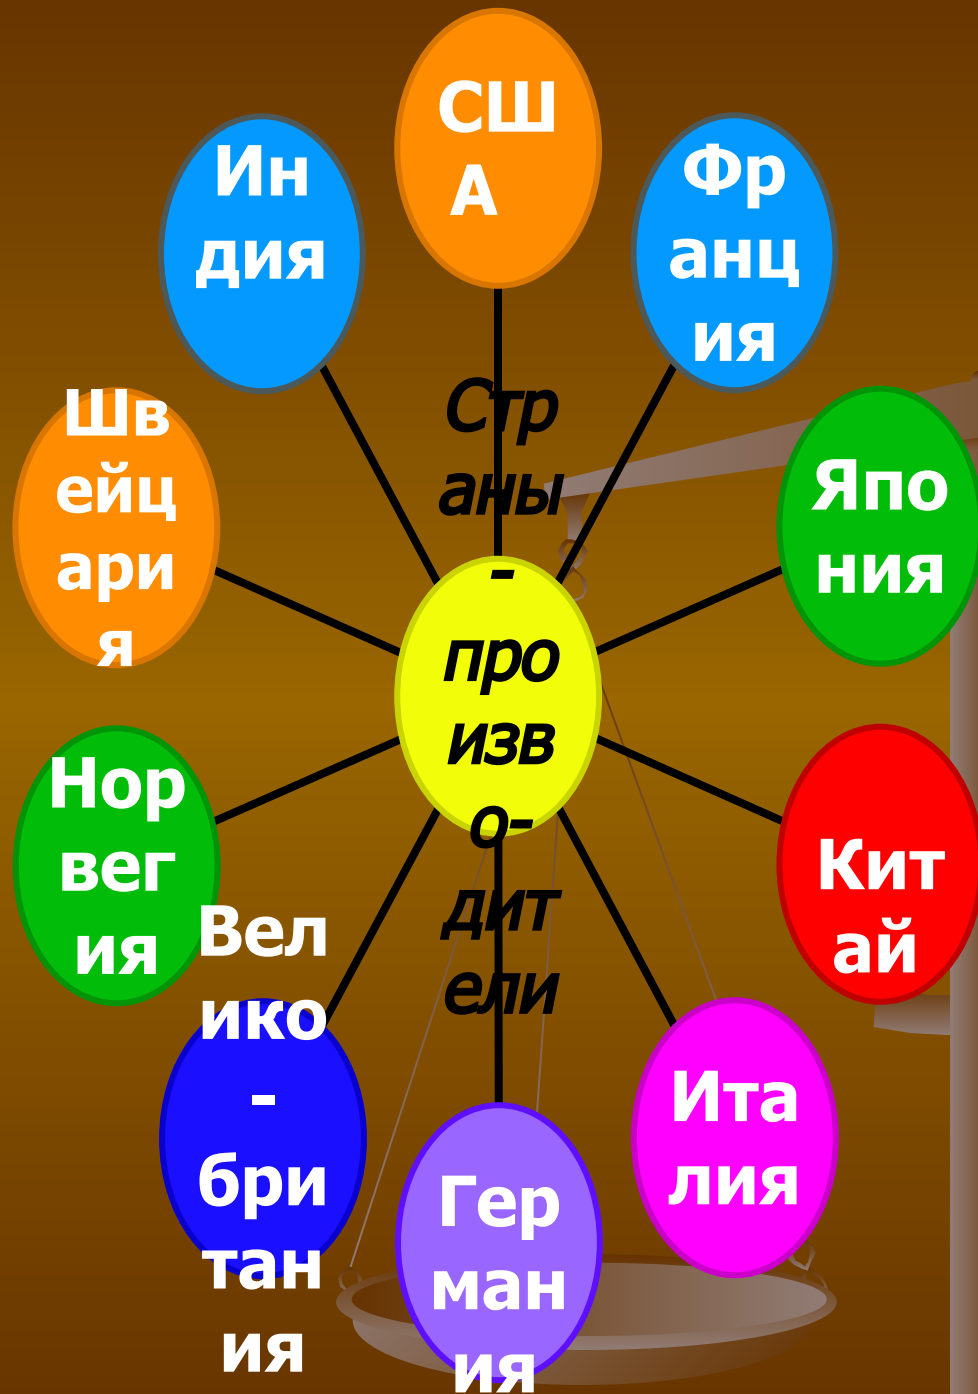 СШ
А
Фр
анц
ия
Япо
ния
Кит
ай
Ита
лия
Гер
ман
ия
Вел
ико
-
бри
тан
ия
Нор
вег
ия
Шв
ейц
ари
я
Ин
дия
Стр
аны
-
про
изв
о-
дит
ели